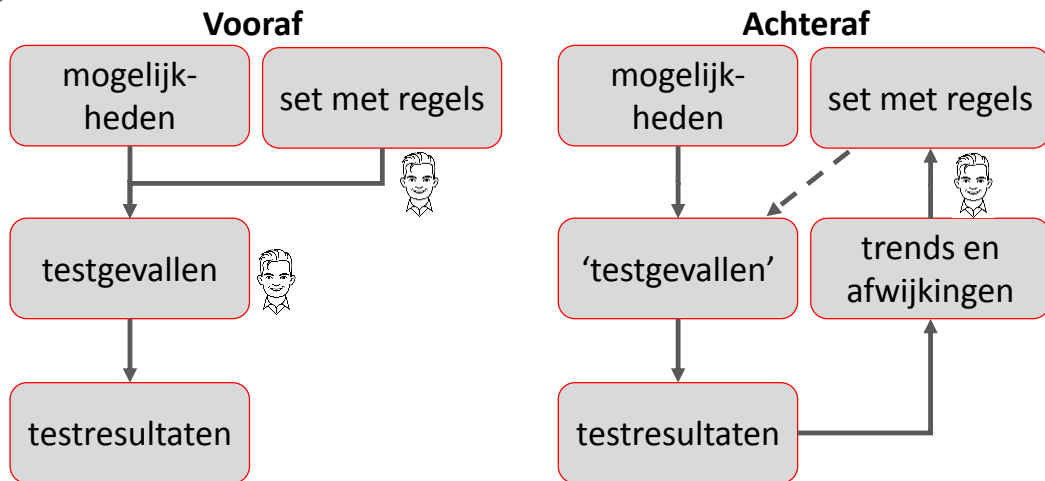 Vooraf
mogelijk-
heden
set met regels
testgevallen
testresultaten
Achteraf
mogelijk-
heden
set met regels
‘testgevallen’
trends en
afwijkingen
testresultaten